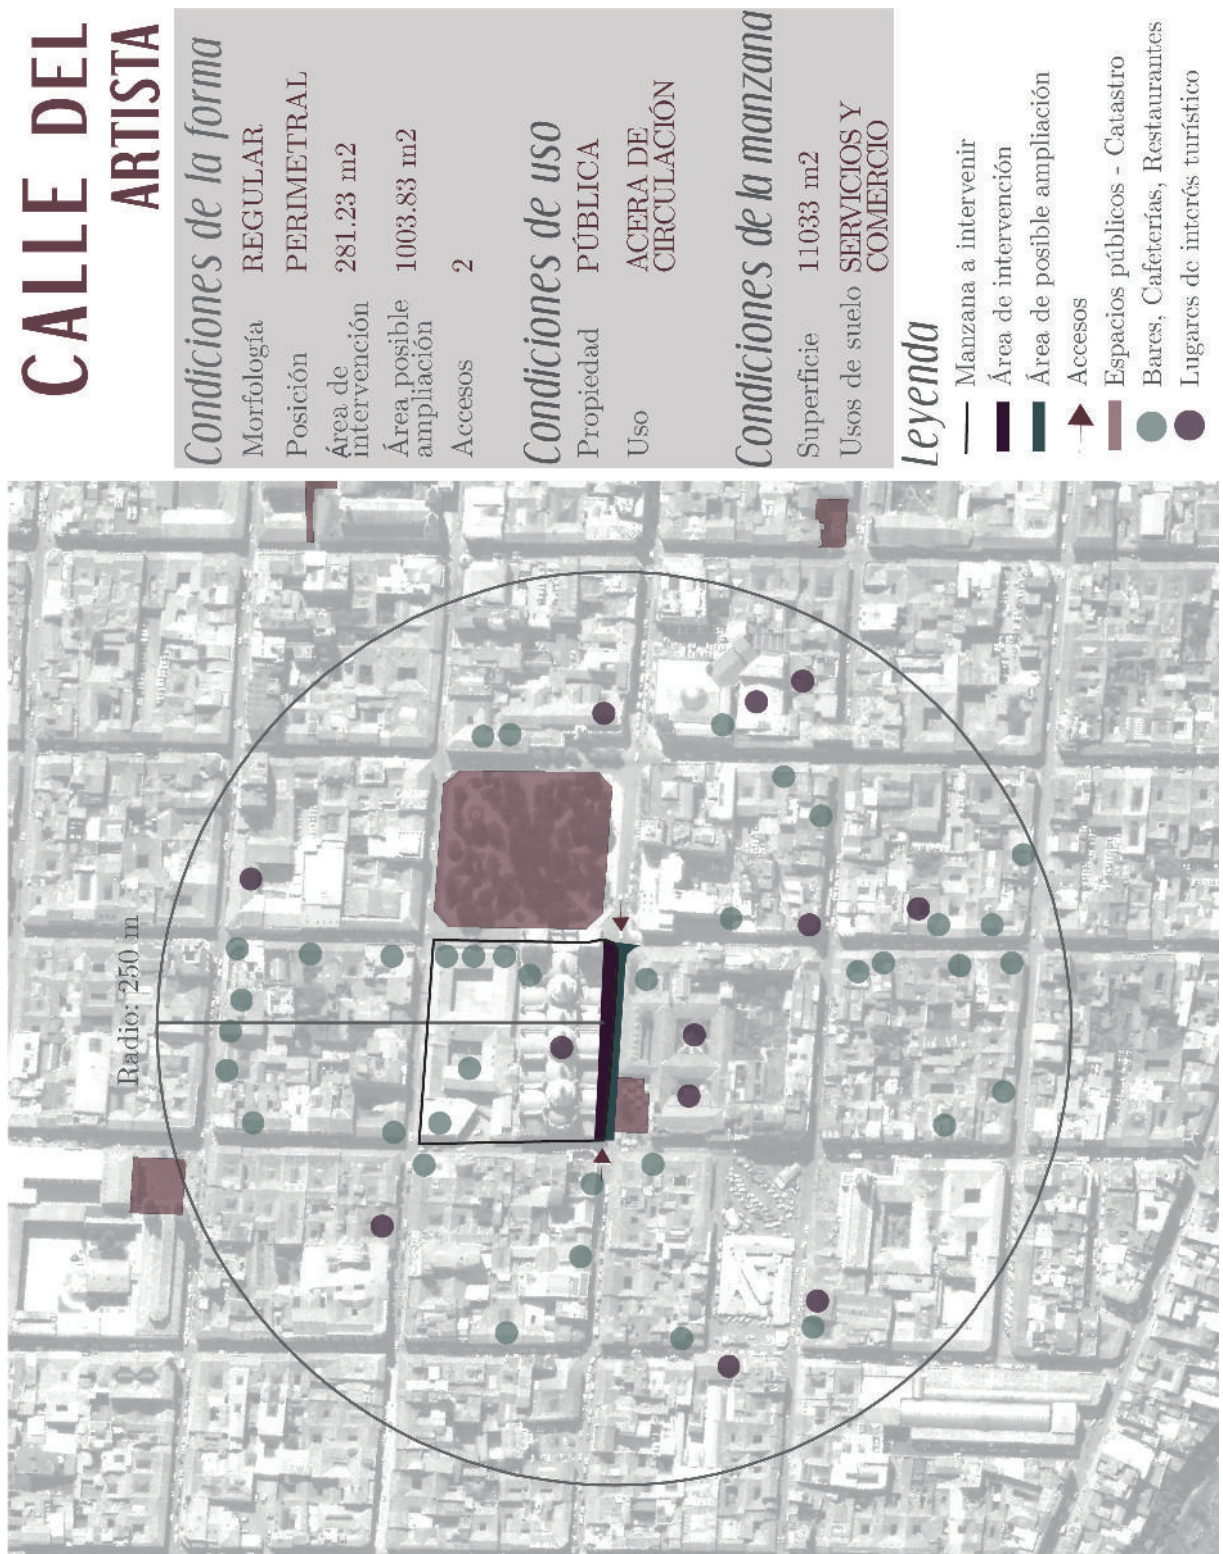 CALLE DEL
ARTISTA
Condiciones de la forma
Morfología REGULAR
Posición PERIMETRAL
Área de
intervención 281.23 m2
Área posible
ampliación 1003.83 m2
Accesos 2
Condiciones de uso
Propiedad PÚBLICA
Uso ACERA DE
CIRCULACIÓN
Condiciones de la manzana
Superficie 11033 m2
Usos de suelo SERVICIOS Y
COMERCIO
Leyenda
Manzana a intervenir
Área de intervención
Área de posible ampliación
Accesos
Espacios públicos - Catastro
Bares, Cafeterías, Restaurantes
Lugares de interés turístico
Radio: 250 m